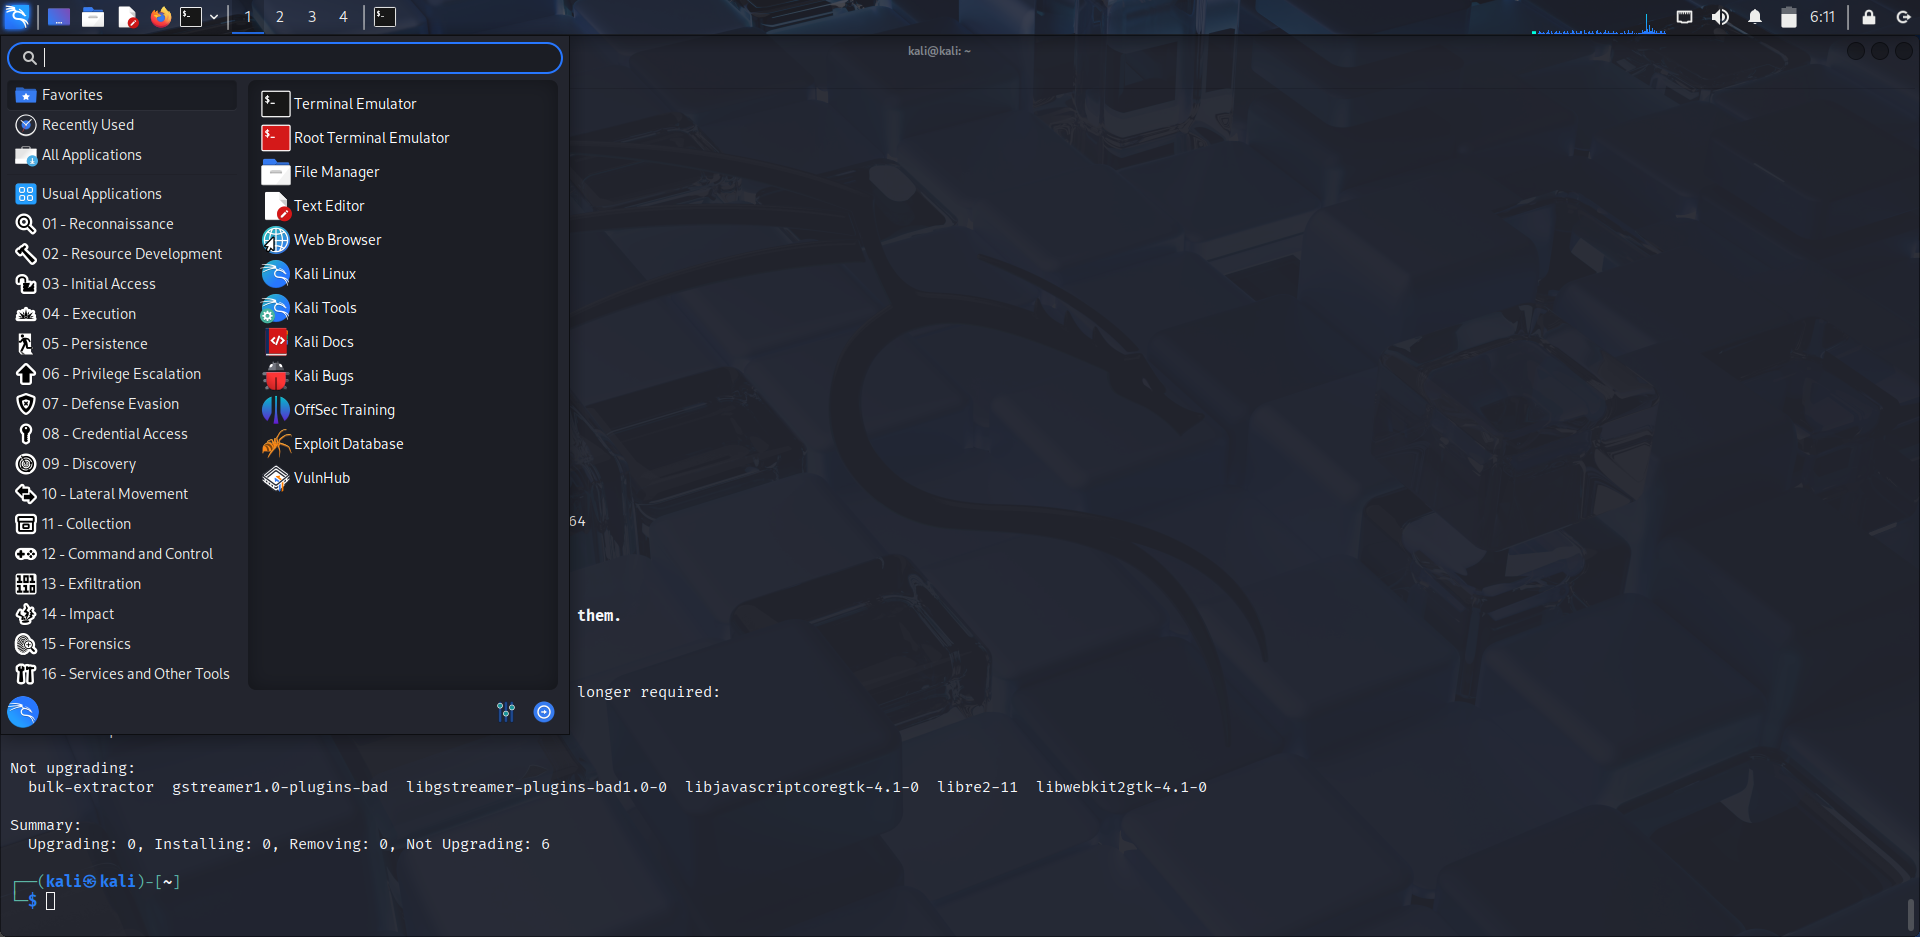 1 2 3 4 6:11
kali@kali: ~
Favorites
Recently Used
All Applications
Usual Applications
01 - Reconnaissance
02 - Resource Development
03 - Initial Access
04 - Execution
05 - Persistence
06 - Privilege Escalation
07 - Defense Evasion
08 - Credential Access
09 - Discovery
10 - Lateral Movement
11 - Collection
12 - Command and Control
13 - Exfiltration
14 - Impact
15 - Forensics
16 - Services and Other Tools
Terminal Emulator
Root Terminal Emulator
File Manager
Text Editor
Web Browser
Kali Linux
Kali Tools
Kali Docs
Kali Bugs
OffSec Training
Exploit Database
VulnHub
64
them.
longer required:
Not upgrading:
bulk-extractor gstreamer1.0-plugins-bad libgstreamer-plugins-bad1.0-0 libjavascriptcoregtk-4.1-0 libre2-11 libwebkit2gtk-4.1-0
Summary:
Upgrading: 0, Installing: 0, Removing: 0, Not Upgrading: 6
┌──(kali㉿kali)-[~]
└─$